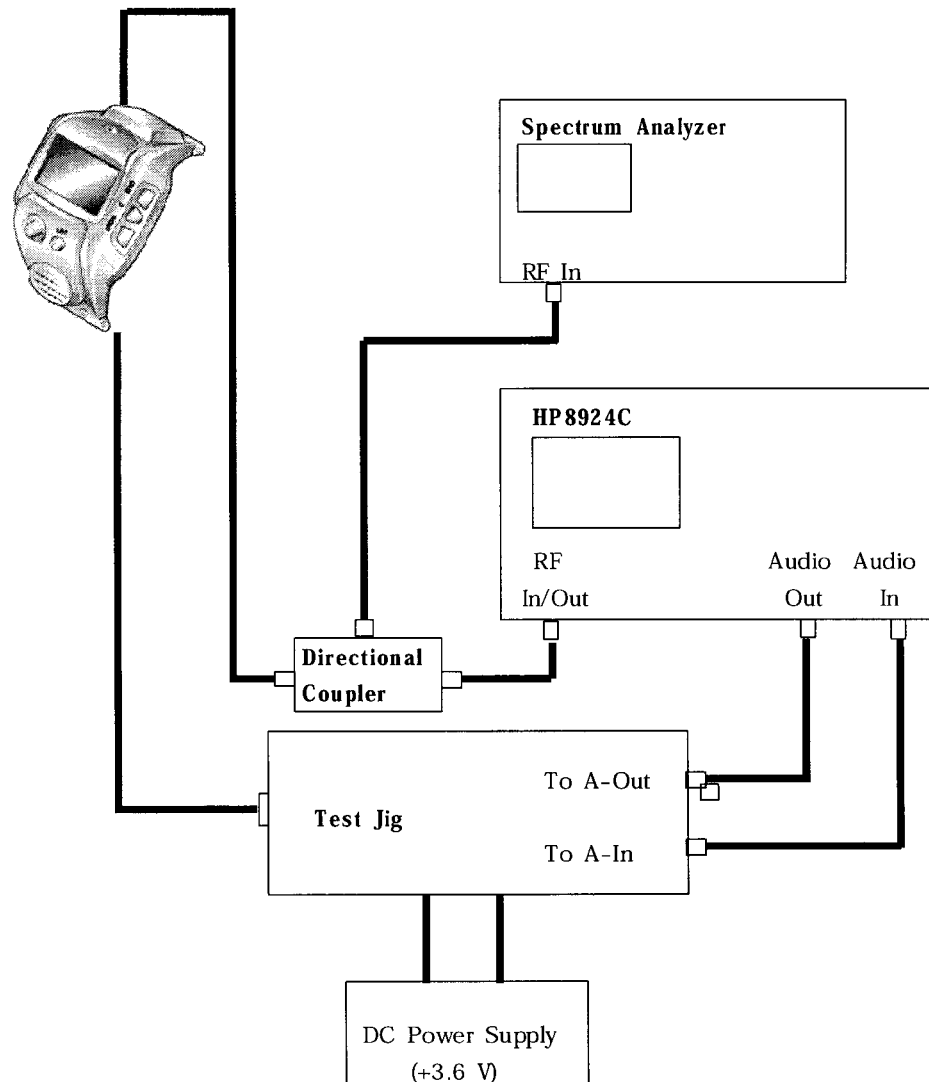 Spectrum Analyzer
RF In
HP8924C
RF
In/Out
Audio Audio
Out In
Directional
Coupler
To A-Out
Test Jig
To A-In
DC Power Supply
(+3.6 V)